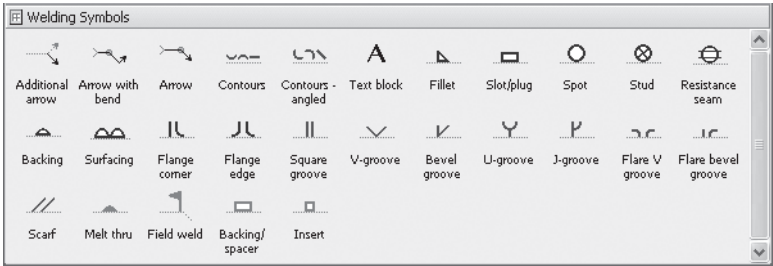 Welding Symbols
A
Additional arrow
Arrow with bend
Arrow
Contours
Contours - angled
Text block
Fillet
Slot/plug
Spot
Stud
Resistance seam
Backing
Surfacing
Flange corner
Flange edge
Square groove
V-groove
Bevel groove
U-groove
J-groove
Flare V groove
Flare bevel groove
Scarf
Melt thru
Field weld
Backing/ spacer
Insert